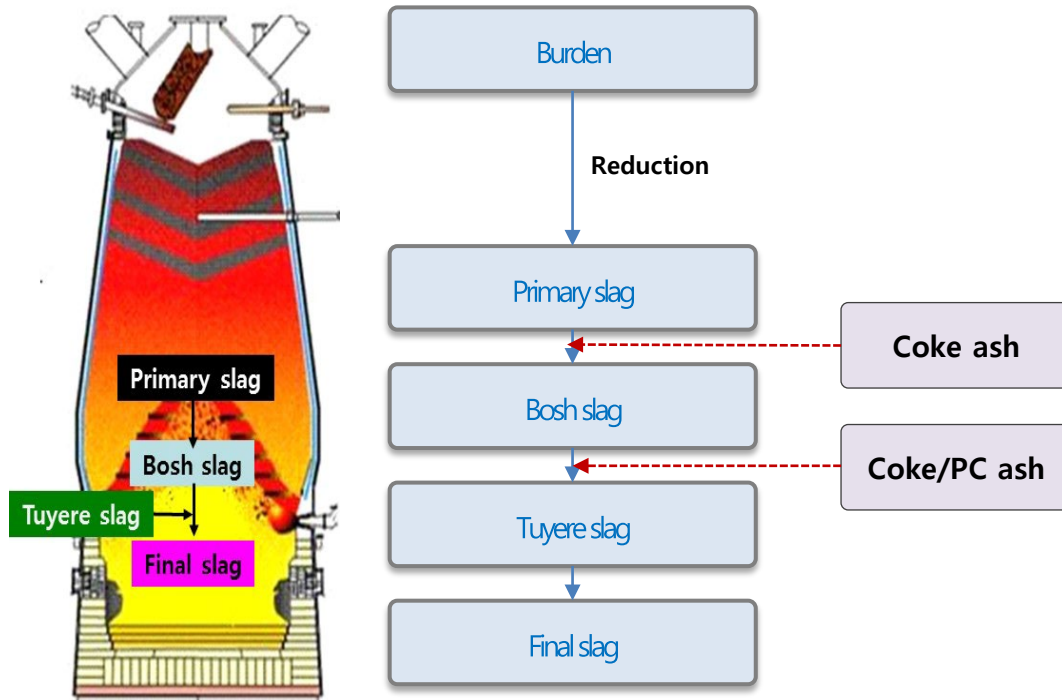 Primary slag
Bosh slag
Tuyere slag
Final slag
Burden
Reduction
Primary slag
Coke ash
Bosh slag
Coke/PC ash
Tuyere slag
Final slag